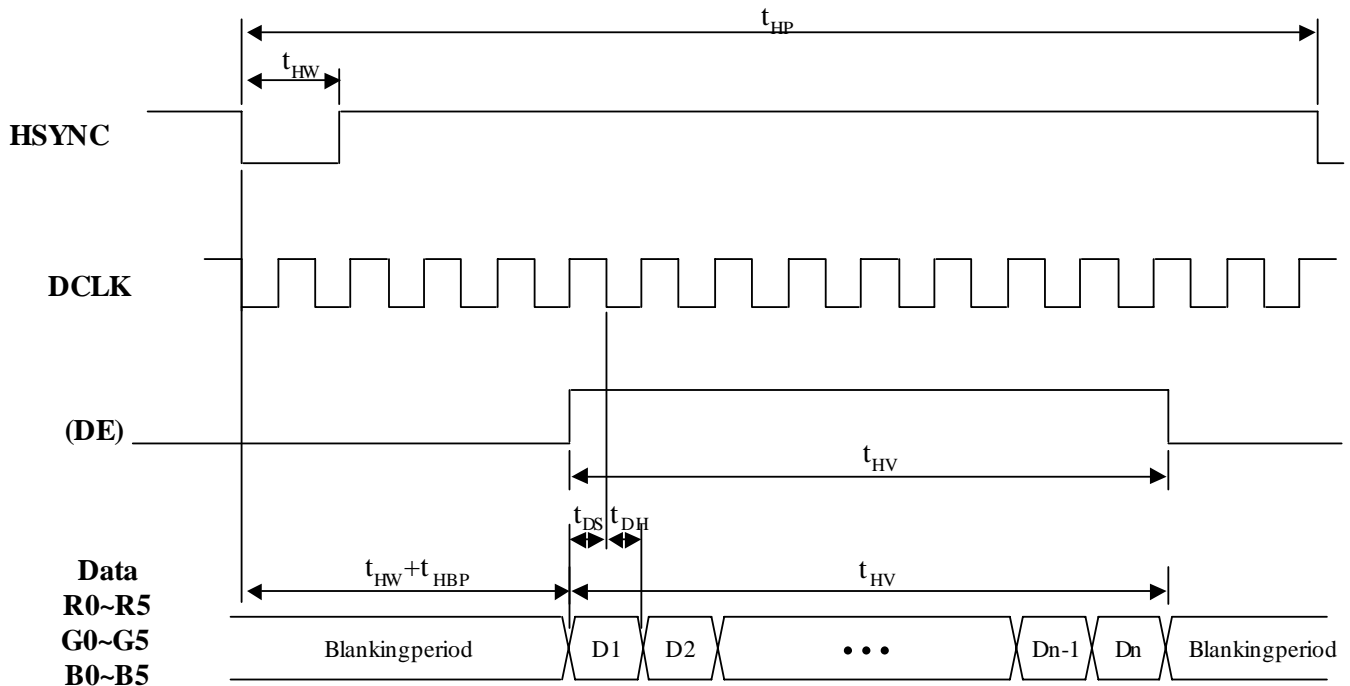 tHP
tHW
HSYNC
DCLK
(DE)
tHV
tDS tDH
tHW+tHBP
tHV
Data
R0~R5
G0~G5
B0~B5
Blankingperiod D1 D2 ••• Dn-1 Dn Blankingperiod